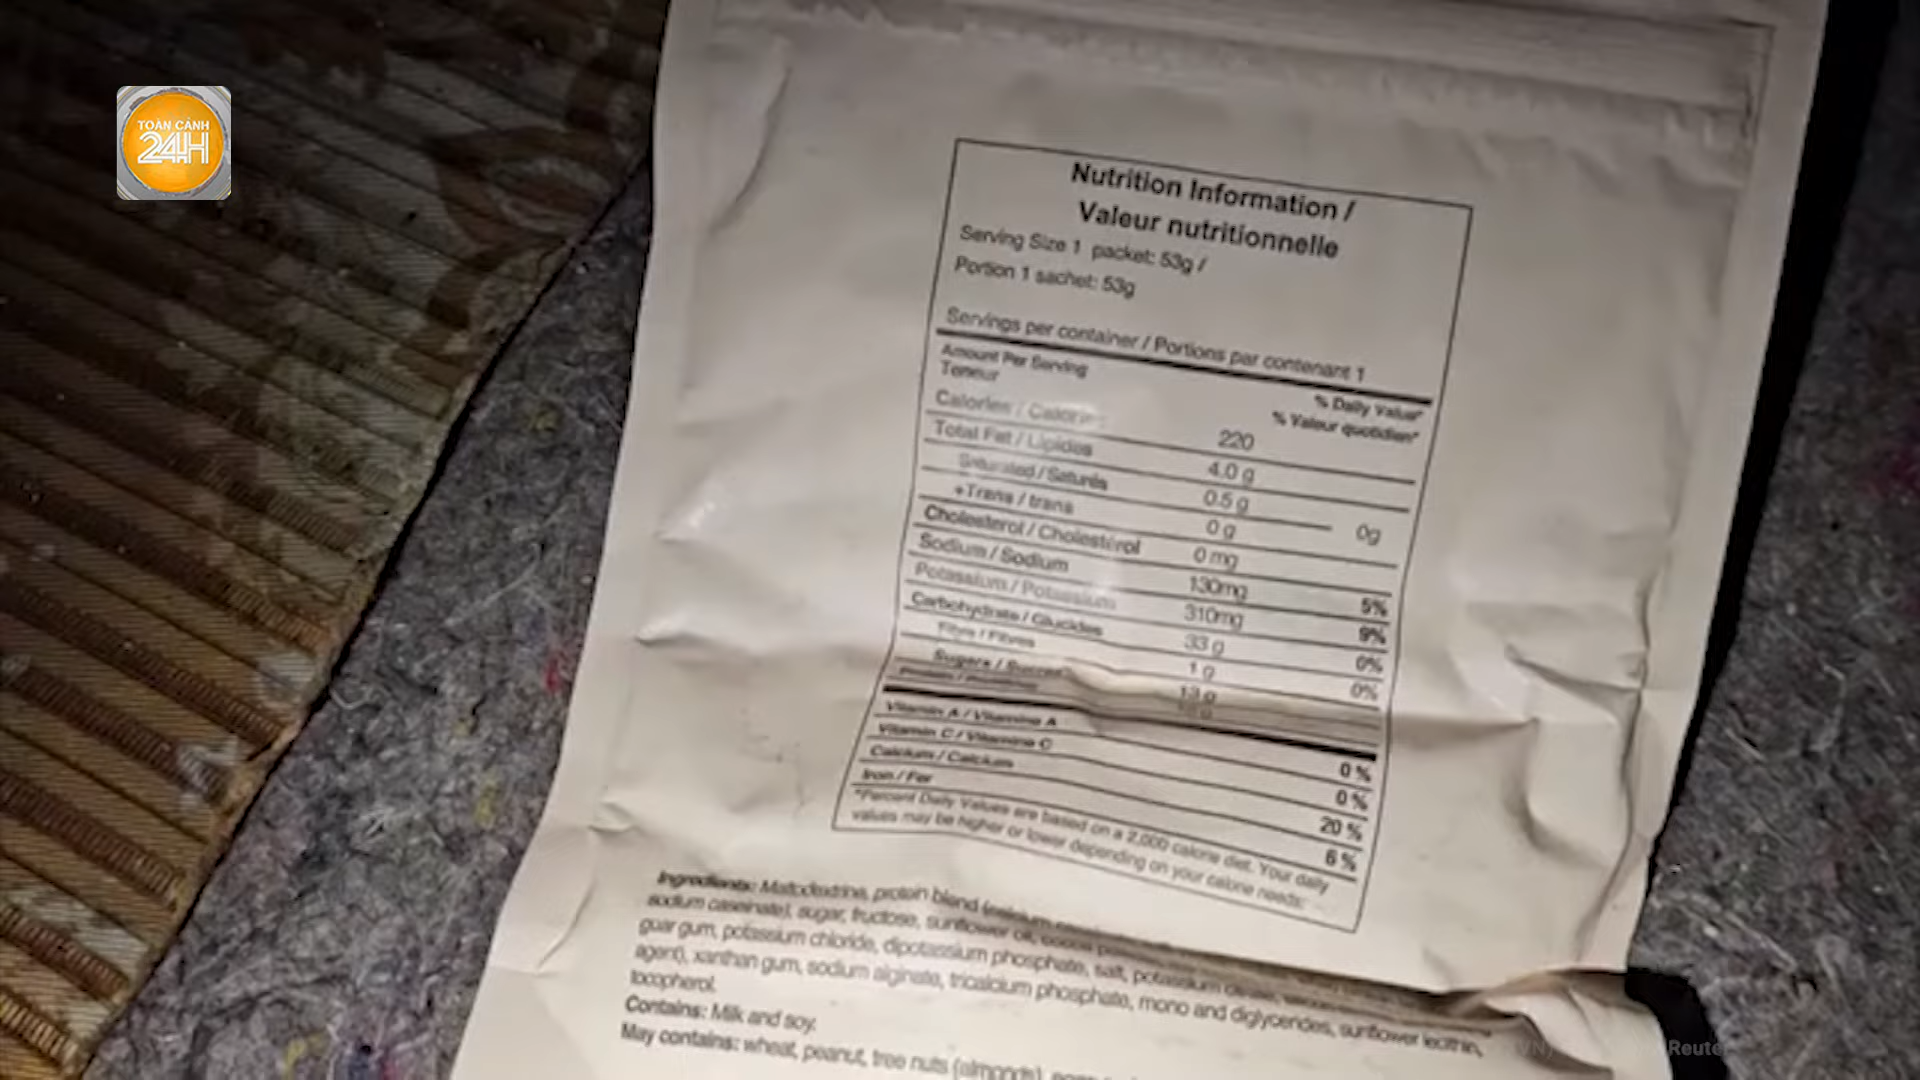 TOÀN CẢNH
24H
Nutrition Information /
Valeur nutritionnelle
Serving Size 1 packet: 53g /
Portion 1 sachet: 53g
Servings per container / Portions par contenant 1
Amount Per Serving
Teneur
% Daily Value*
% Valeur quotidien*
Calories / Calories 220
Total Fat / Lipides 4.0 g
Saturated / Saturés 0.5 g
+Trans / trans 0 g 0g
Cholesterol / Cholestérol 0 mg
Sodium / Sodium 130mg 5%
Potassium / Potassium 310mg 9%
Carbohydrate / Glucides 33 g 0%
Fibre / Fibres 1 g 0%
Sugars / Sucres 13 g
Vitamin A / Vitamine A 0 %
Vitamin C / Vitamine C 0 %
Calcium / Calcium 20 %
Iron / Fer 6 %
*Percent Daily Values are based on a 2,000 calorie diet. Your daily
values may be higher or lower depending on your calorie needs:
Ingredients: Maltodextrine, protein blend (calcium
sodium caseinate), sugar, fructose, sunflower oil, cocoa
guar gum, potassium chloride, dipotassium phosphate, salt, potassium citrate,
agent), xanthan gum, sodium alginate, tricalcium phosphate, mono and diglycerides, sunflower lecithin,
tocopherol.
Contains: Milk and soy.
May contains: wheat, peanut, tree nuts (almonds),